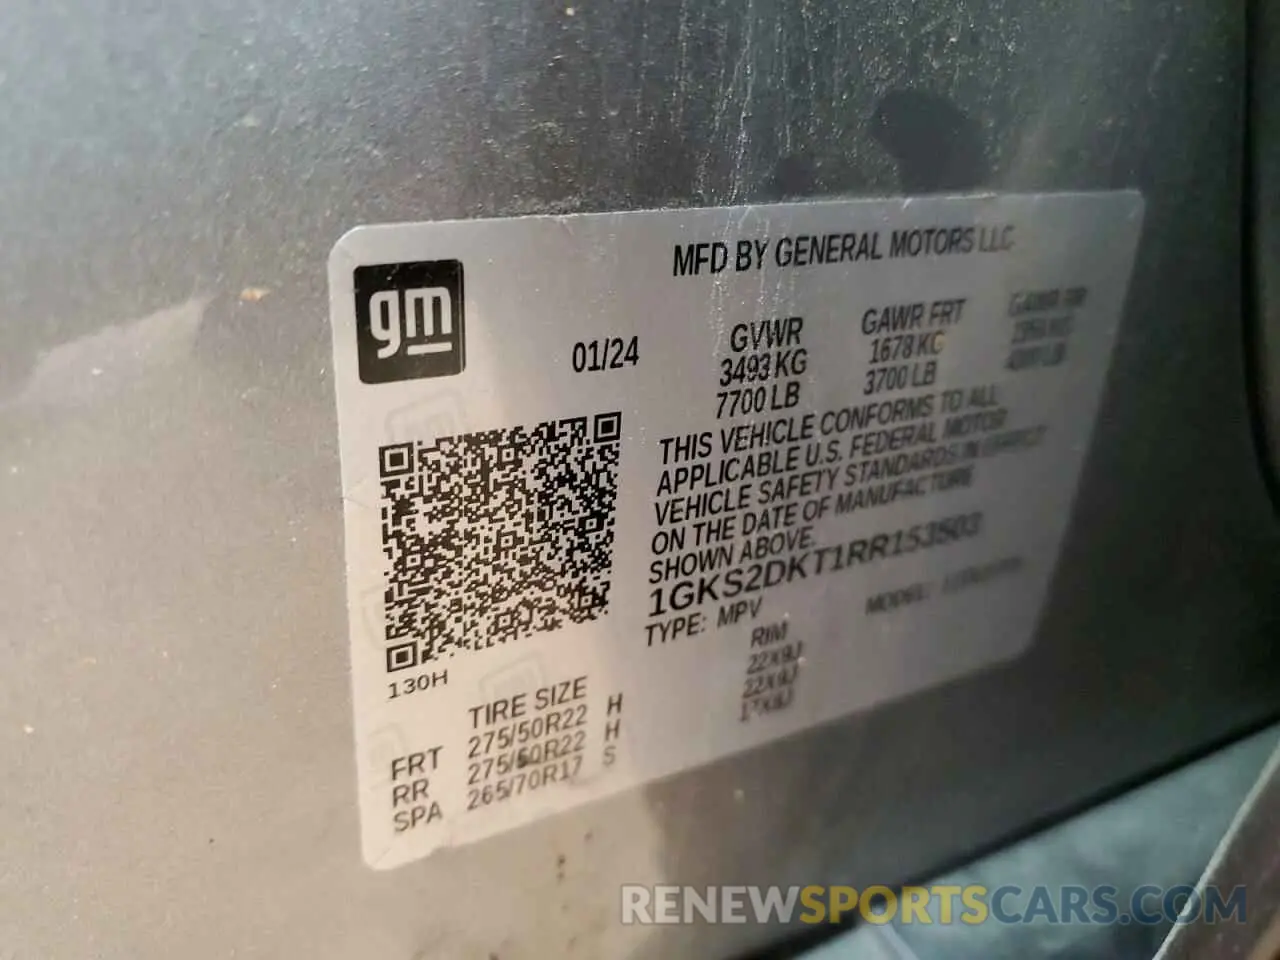 MFD BY GENERAL MOTORS LLC
gm
01/24
GVWR GAWR FRT GAWR RR
3493 KG 1678 KG
7700 LB 3700 LB
THIS VEHICLE CONFORMS TO ALL
APPLICABLE U.S. FEDERAL MOTOR
VEHICLE SAFETY STANDARDS IN EFFECT
ON THE DATE OF MANUFACTURE
SHOWN ABOVE.
1GKS2DKT1RR153503
TYPE: MPV MODEL:
130H
TIRE SIZE RIM
FRT 275/50R22 H 22X9J
RR 275/50R22 H 22X9J
SPA 265/70R17 S 17X8J
RENEWSPORTSCARS.COM